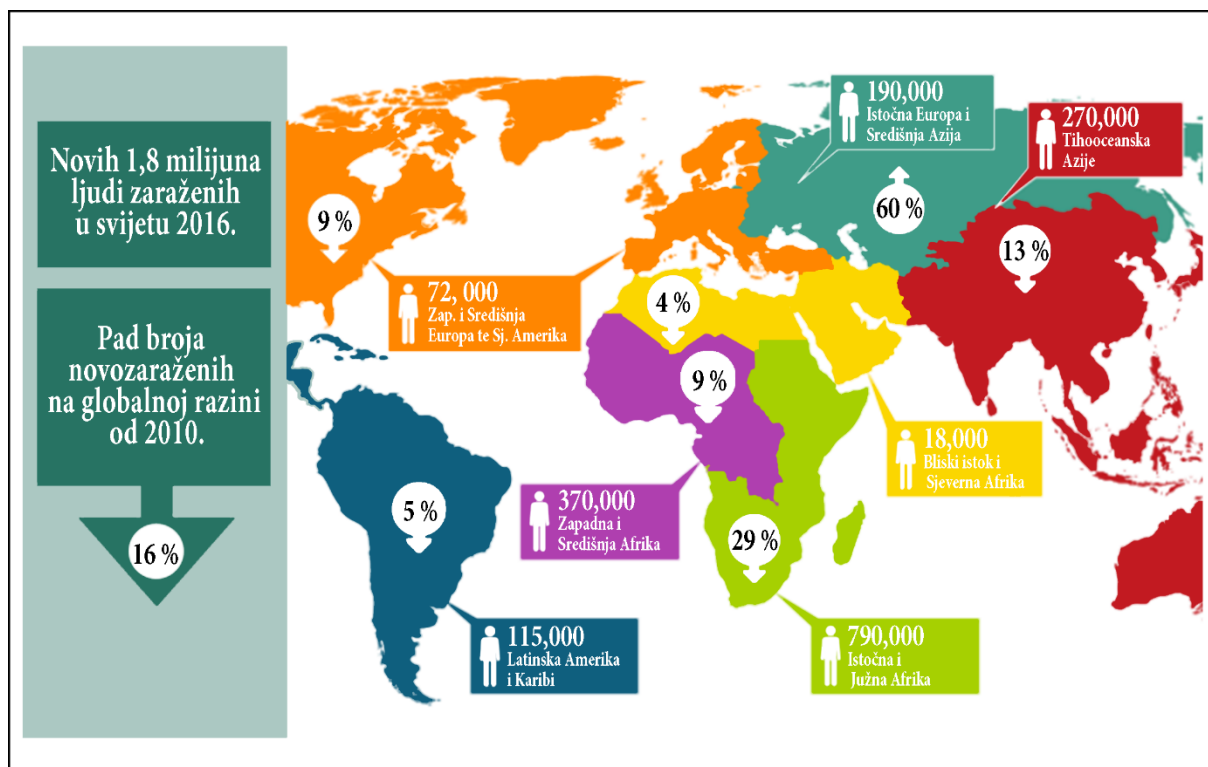 Novih 1,8 milijuna
ljudi zaraženih
u svijetu 2016.
Pad broja
novozaraženih
na globalnoj razini
od 2010.
16 %
190,000
Istočna Europa i
Središnja Azija
270,000
Tihooceanska
Azije
60 %
9 %
13 %
72, 000
Zap. i Središnja
Europa te Sj. Amerika
4 %
9 %
18,000
Bliski istok i
Sjeverna Afrika
370,000
Zapadna i
Središnja Afrika
5 %
29 %
115,000
Latinska Amerika
i Karibi
790,000
Istočna i
Južna Afrika